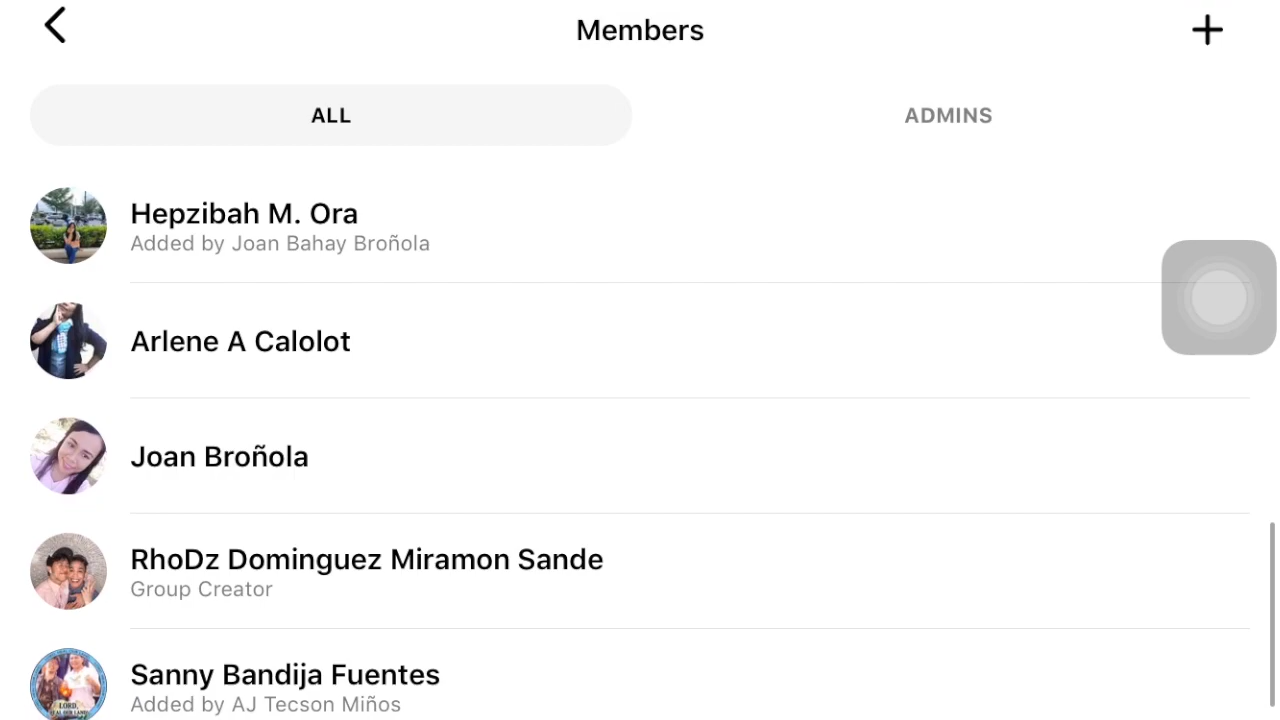 Members
ALL
ADMINS
Hepzibah M. Ora
Added by Joan Bahay Broñola
Arlene A Calolot
Joan Broñola
RhoDz Dominguez Miramon Sande
Group Creator
Sanny Bandija Fuentes
Added by AJ Tecson Miños
LORD,